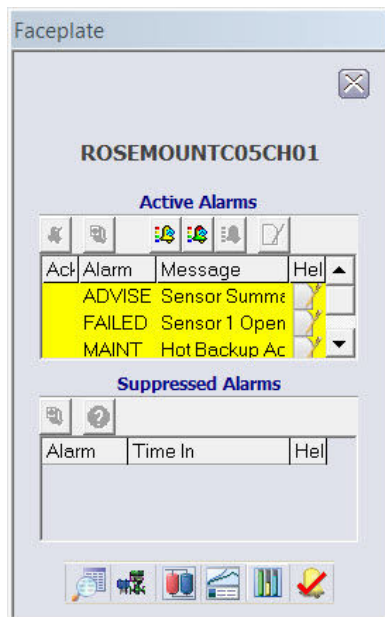 Faceplate
ROSEMOUNTC05CH01
Active Alarms
Ack Alarm Message Hel
ADVISE Sensor Summa
FAILED Sensor 1 Open
MAINT Hot Backup Ac
Suppressed Alarms
Alarm Time In Hel